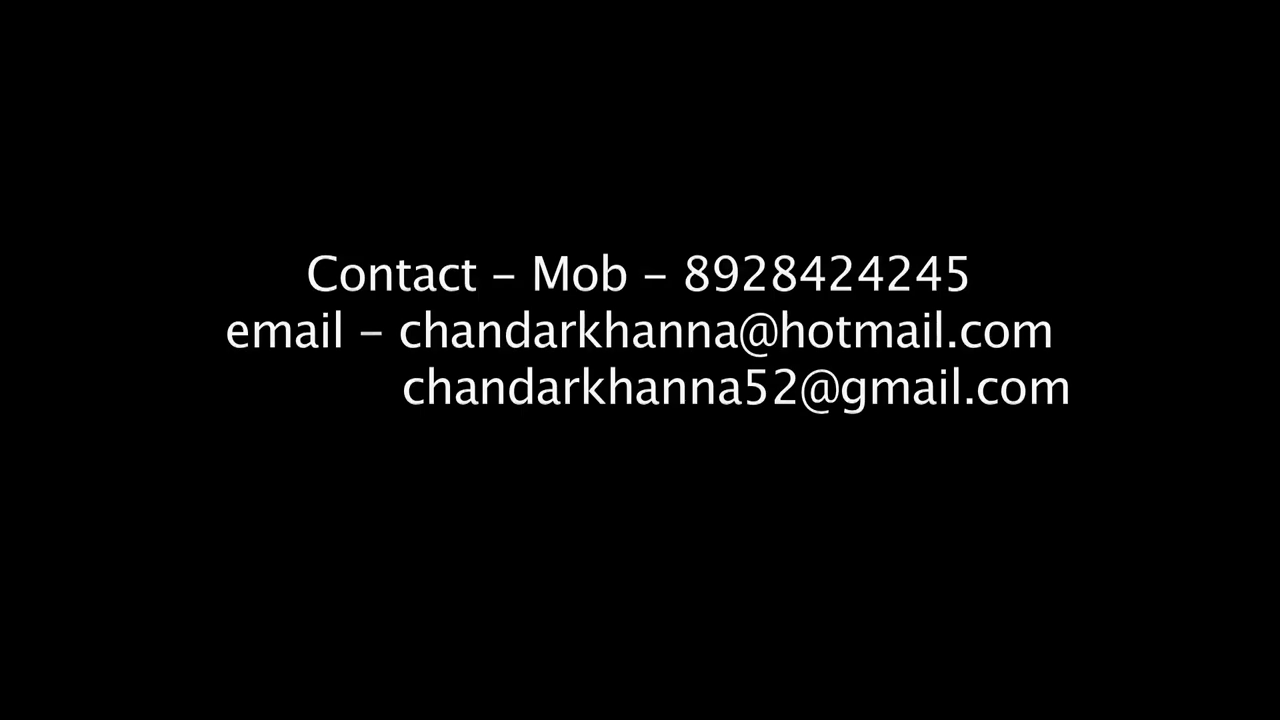 Contact – Mob – 8928424245
email – chandarkhanna@hotmail.com
chandarkhanna52@gmail.com